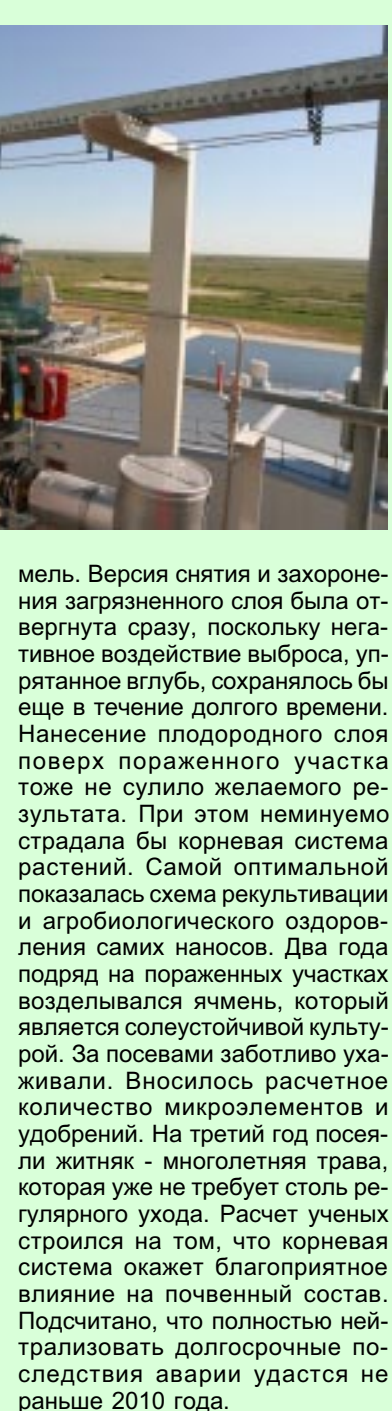 мель. Версия снятия и захороне-
ния загрязненного слоя была от-
вергнута сразу, поскольку нега-
тивное воздействие выброса, уп-
рятанное вглубь, сохранялось бы
еще в течение долгого времени.
Нанесение плодородного слоя
поверх пораженного участка
тоже не сулило желаемого ре-
зультата. При этом неминуемо
страдала бы корневая система
растений. Самой оптимальной
показалась схема рекультивации
и агробиологического оздоров-
ления самих наносов. Два года
подряд на пораженных участках
возделывался ячмень, который
является солеустойчивой культу-
рой. За посевами заботливо уха-
живали. Вносилось расчетное
количество микроэлементов и
удобрений. На третий год посея-
ли житняк - многолетняя трава,
которая уже не требует столь ре-
гулярного ухода. Расчет ученых
строился на том, что корневая
система окажет благоприятное
влияние на почвенный состав.
Подсчитано, что полностью ней-
трализовать долгосрочные по-
следствия аварии удастся не
раньше 2010 года.